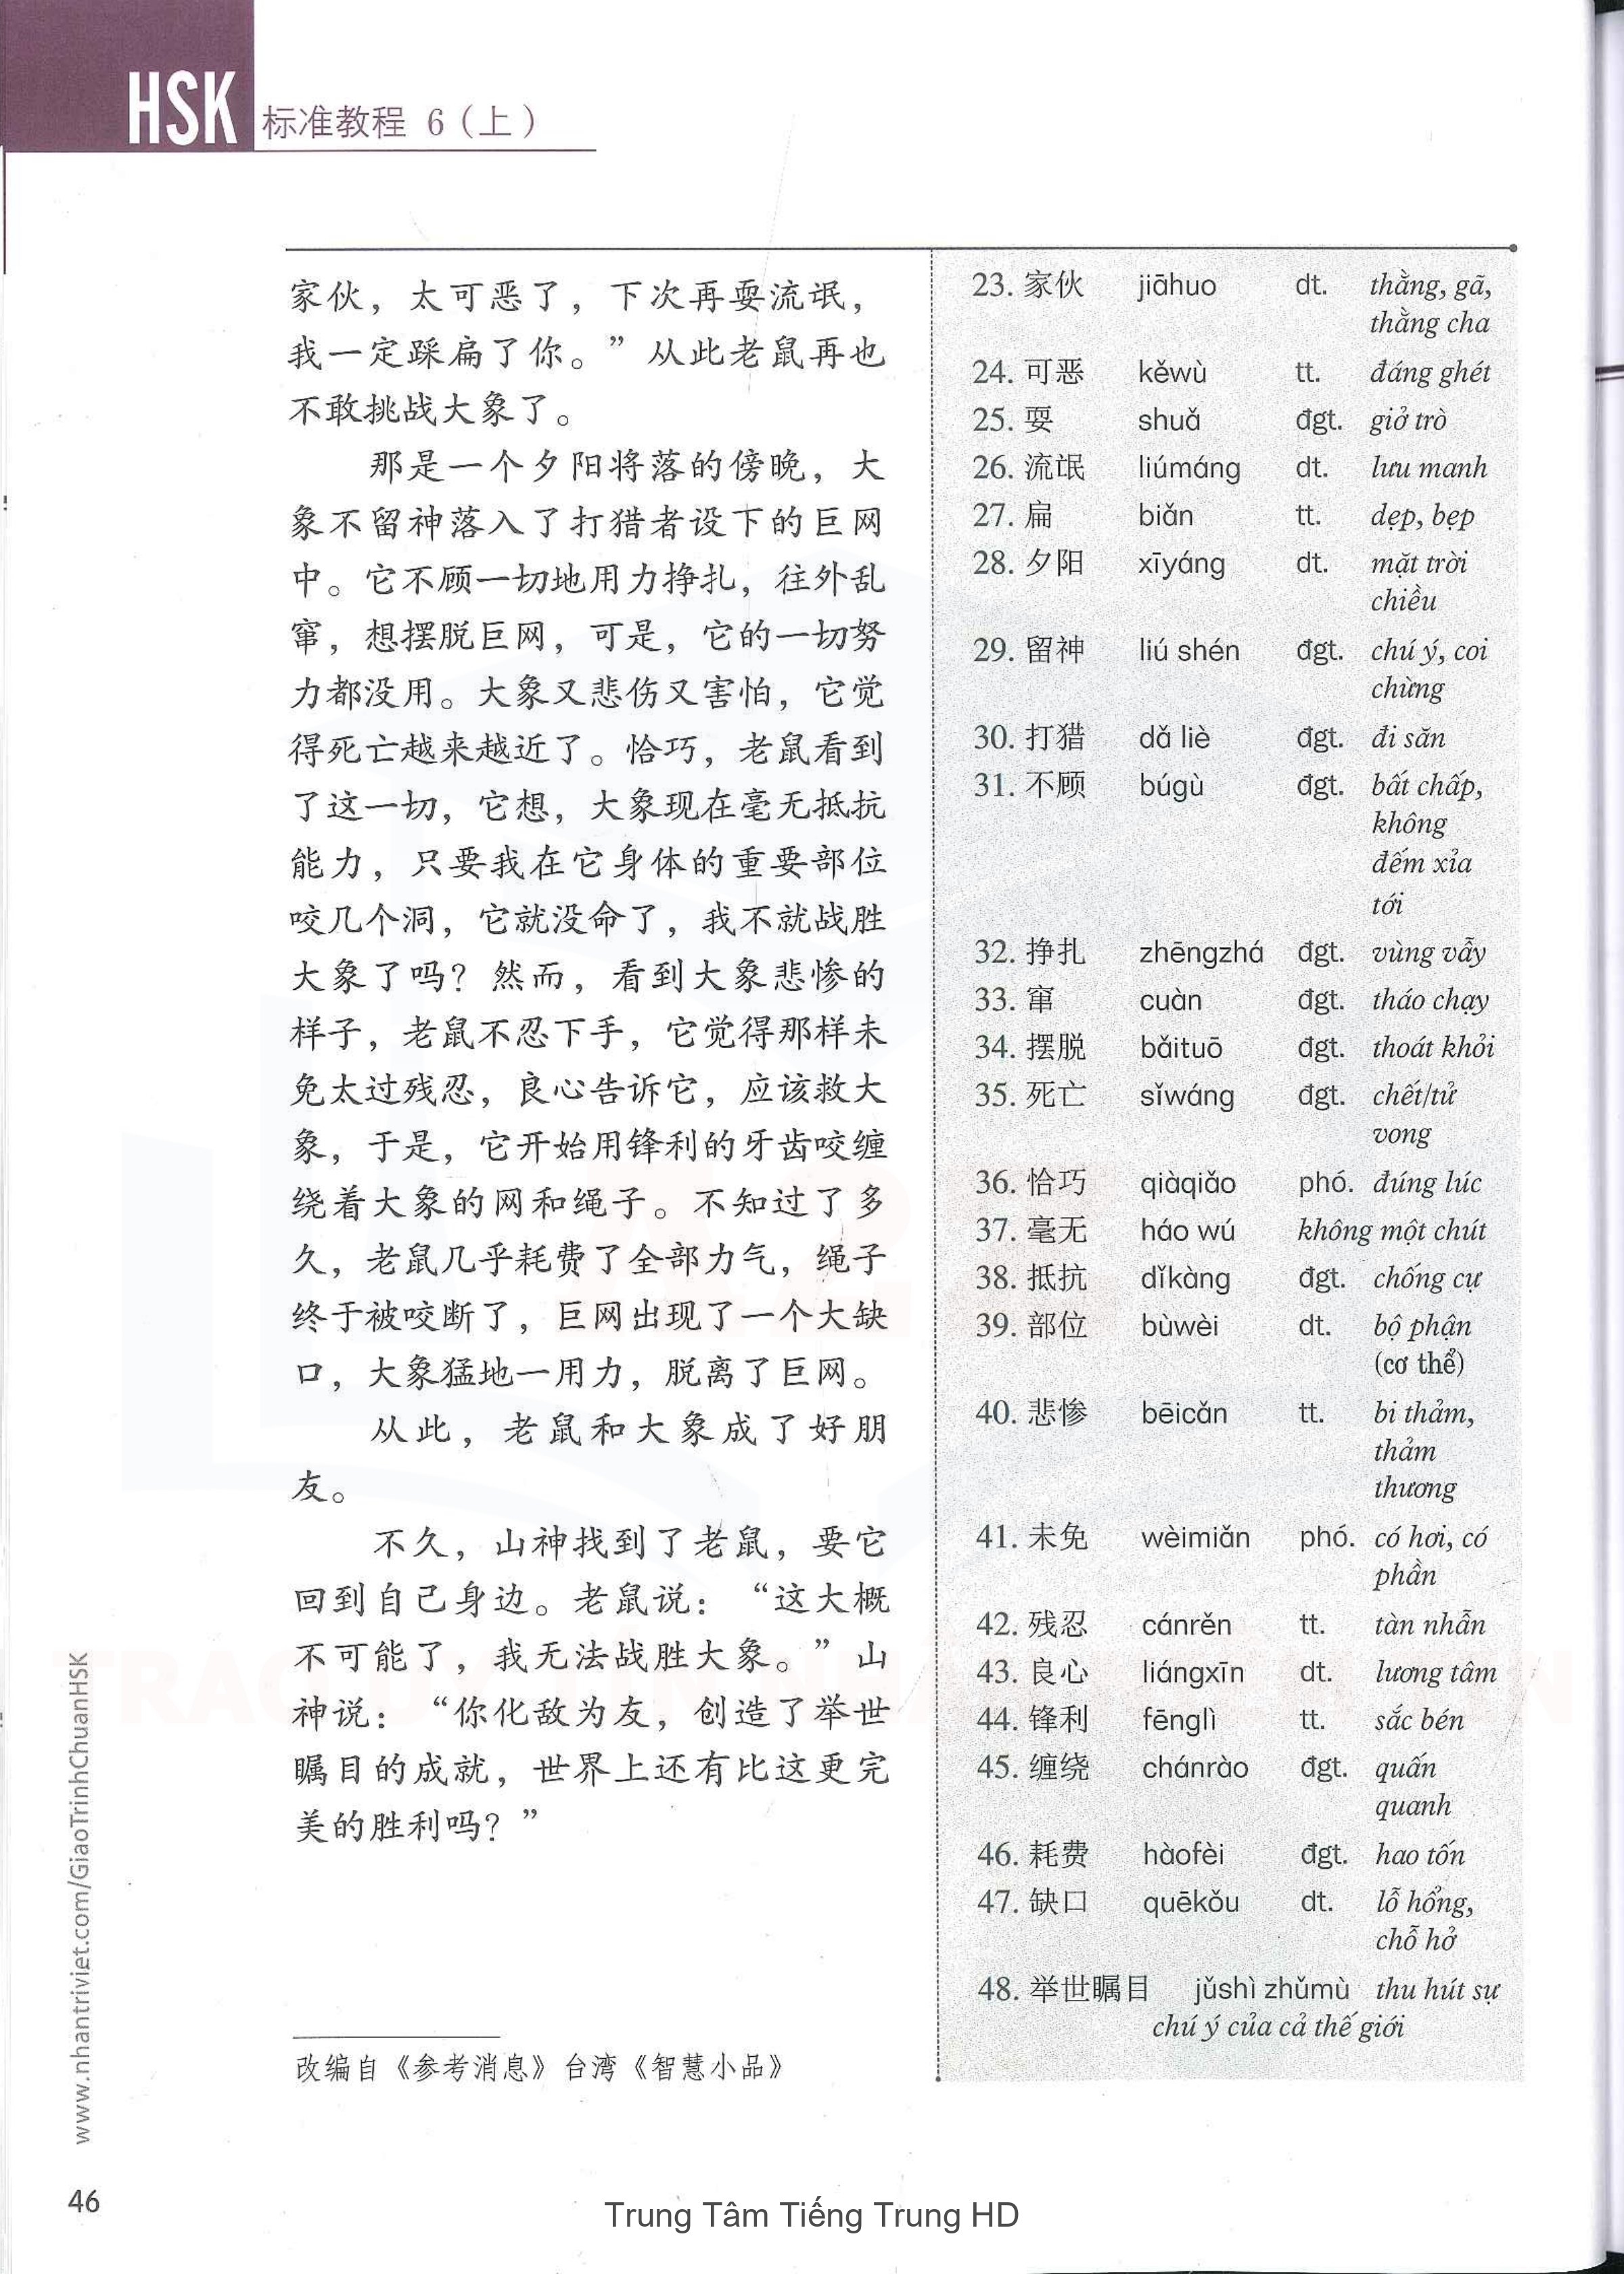 HSK 标准教程 6（上）
家伙，太可恶了，下次再耍流氓，
我一定踩扁了你。”从此老鼠再也
不敢挑战大象了。
那是一个夕阳将落的傍晚，大
象不留神落入了打猎者设下的巨网
中。它不顾一切地用力挣扎，往外乱
窜，想摆脱巨网，可是，它的一切努
力都没用。大象又悲伤又害怕，它觉
得死亡越来越近了。恰巧，老鼠看到
了这一切，它想，大象现在毫无抵抗
能力，只要我在它身体的重要部位
咬几个洞，它就没命了，我不就战胜
大象了吗？然而，看到大象悲惨的
样子，老鼠不忍下手，它觉得那样未
免太过残忍，良心告诉它，应该救大
象，于是，它开始用锋利的牙齿咬缠
绕着大象的网和绳子。不知过了多
久，老鼠几乎耗费了全部力气，绳子
终于被咬断了，巨网出现了一个大缺
口，大象猛地一用力，脱离了巨网。
从此，老鼠和大象成了好朋
友。
不久，山神找到了老鼠，要它
回到自己身边。老鼠说：“这大概
不可能了，我无法战胜大象。”山
神说：“你化敌为友，创造了举世
瞩目的成就，世界上还有比这更完
美的胜利吗？”
改编自《参考消息》台湾《智慧小品》
23. 家伙 jiāhuo dt. thằng, gã,
thằng cha
24. 可恶 kěwù tt. đáng ghét
25. 耍 shuǎ đgt. giở trò
26. 流氓 liúmáng dt. lưu manh
27. 扁 biǎn tt. dẹp, bẹp
28. 夕阳 xīyáng dt. mặt trời
chiều
29. 留神 liú shén đgt. chú ý, coi
chừng
30. 打猎 dǎ liè đgt. đi săn
31. 不顾 búgù đgt. bất chấp,
không
đếm xỉa
tới
32. 挣扎 zhēngzhá đgt. vùng vẫy
33. 窜 cuàn đgt. tháo chạy
34. 摆脱 bǎituō đgt. thoát khỏi
35. 死亡 sǐwáng đgt. chết/tử
vong
36. 恰巧 qiàqiǎo phó. đúng lúc
37. 毫无 háo wú không một chút
38. 抵抗 dǐkàng đgt. chống cự
39. 部位 bùwèi dt. bộ phận
(cơ thể)
40. 悲惨 bēicǎn tt. bi thảm,
thảm
thương
41. 未免 wèimiǎn phó. có hơi, có
phần
42. 残忍 cánrěn tt. tàn nhẫn
43. 良心 liángxīn dt. lương tâm
44. 锋利 fēnglì tt. sắc bén
45. 缠绕 chánrào đgt. quấn
quanh
46. 耗费 hàofèi đgt. hao tốn
47. 缺口 quēkǒu dt. lỗ hổng,
chỗ hở
48. 举世瞩目 jǔshì zhǔmù thu hút sự
chú ý của cả thế giới
www.nhantriviet.com/GiaoTrinhChuanHSK
46
Trung Tâm Tiếng Trung HD